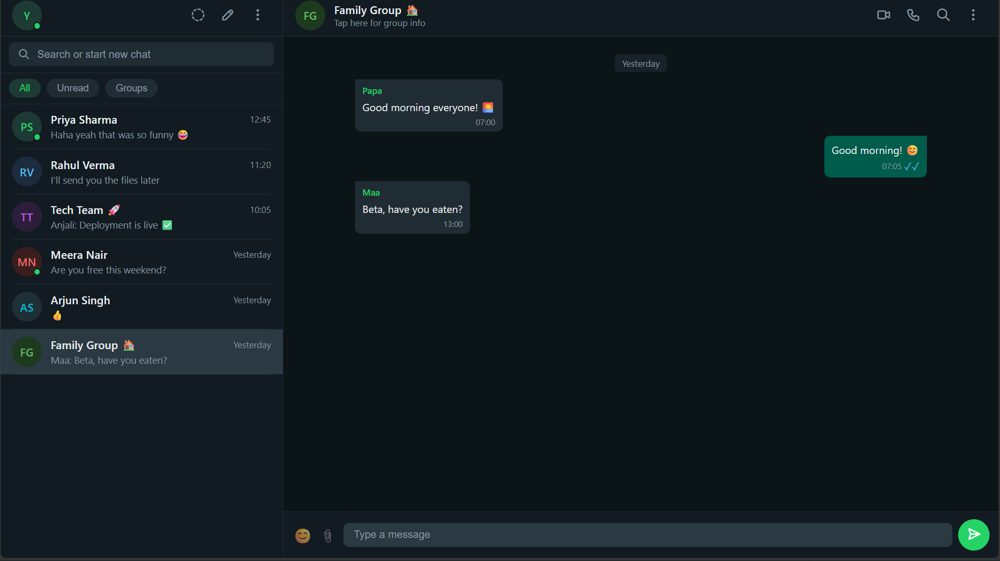 Y
Search or start new chat
All
Unread
Groups
PS
Priya Sharma
12:45
Haha yeah that was so funny 😂
RV
Rahul Verma
11:20
I'll send you the files later
TT
Tech Team 🚀
10:05
Anjali: Deployment is live ✅
MN
Meera Nair
Yesterday
Are you free this weekend?
AS
Arjun Singh
Yesterday
👍
FG
Family Group 🏠
Yesterday
Maa: Beta, have you eaten?
FG
Family Group 🏠
Tap here for group info
Yesterday
Papa
Good morning everyone! 🌅
07:00
Good morning! 😊
07:05 ✓✓
Maa
Beta, have you eaten?
13:00
Type a message